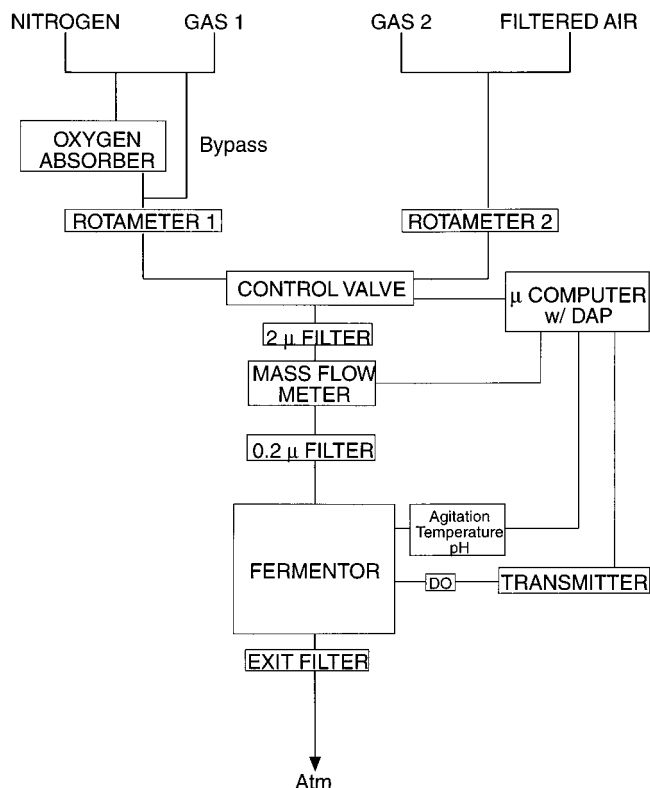 NITROGEN
GAS 1
GAS 2
FILTERED AIR
OXYGEN
ABSORBER
Bypass
ROTAMETER 1
ROTAMETER 2
CONTROL VALVE
μ COMPUTER
w/ DAP
2 μ FILTER
MASS FLOW
METER
0.2 μ FILTER
Agitation
Temperature
pH
FERMENTOR
DO
TRANSMITTER
EXIT FILTER
Atm